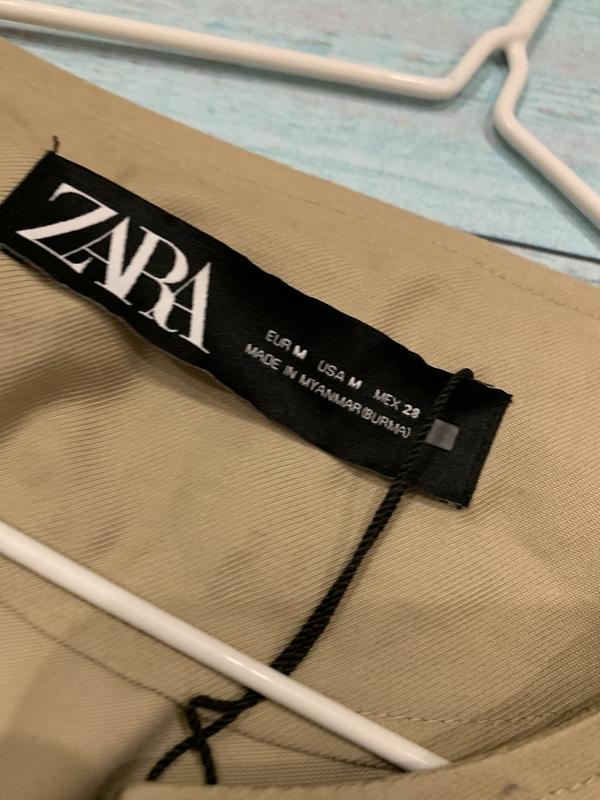 ZARA
EUR M USA M MEX 28
MADE IN MYANMAR(BURMA)